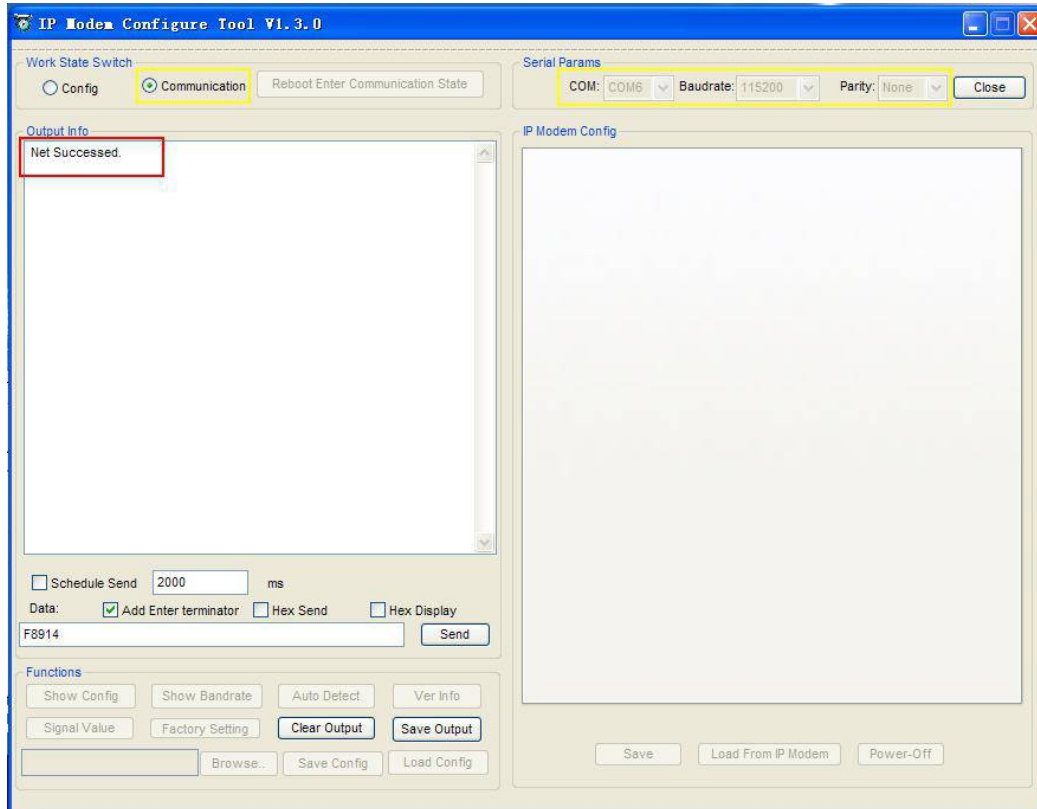 IP Modem Configure Tool V1.3.0
Work State Switch
Config
Communication
Reboot Enter Communication State
Serial Params
COM: COM6
Baudrate: 115200
Parity: None
Close
Output Info
Net Successed.
IP Modem Config
Schedule Send 2000 ms
Data: Add Enter terminator Hex Send Hex Display
F8914 Send
Functions
Show Config Show Bandrate Auto Detect Ver Info
Signal Value Factory Setting Clear Output Save Output
Browse.. Save Config Load Config
Save Load From IP Modem Power-Off